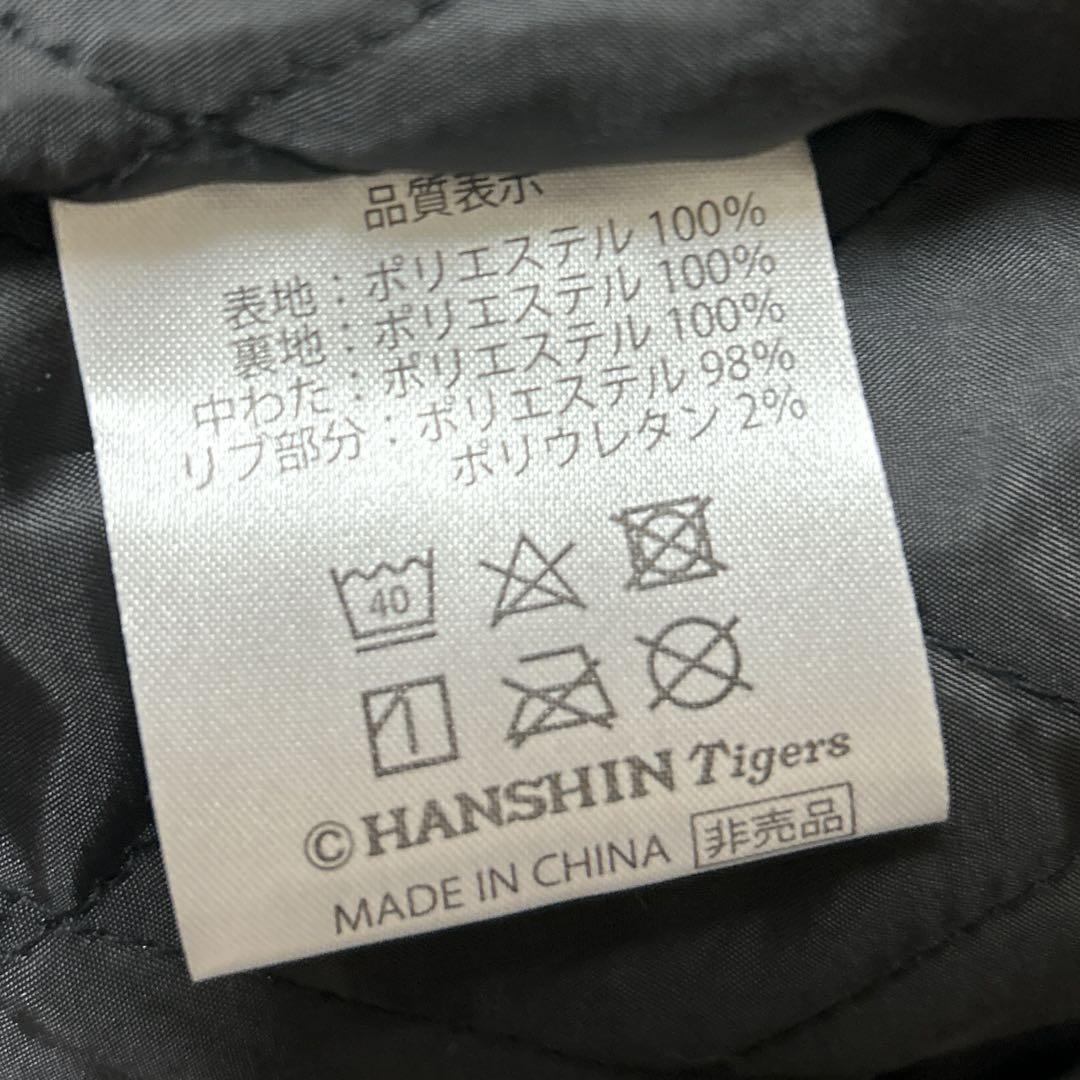 品質表示
表地：ポリエステル 100%
裏地：ポリエステル 100%
中わた：ポリエステル 100%
リブ部分：ポリエステル 98%
ポリウレタン 2%
40
©HANSHIN Tigers
MADE IN CHINA 非売品